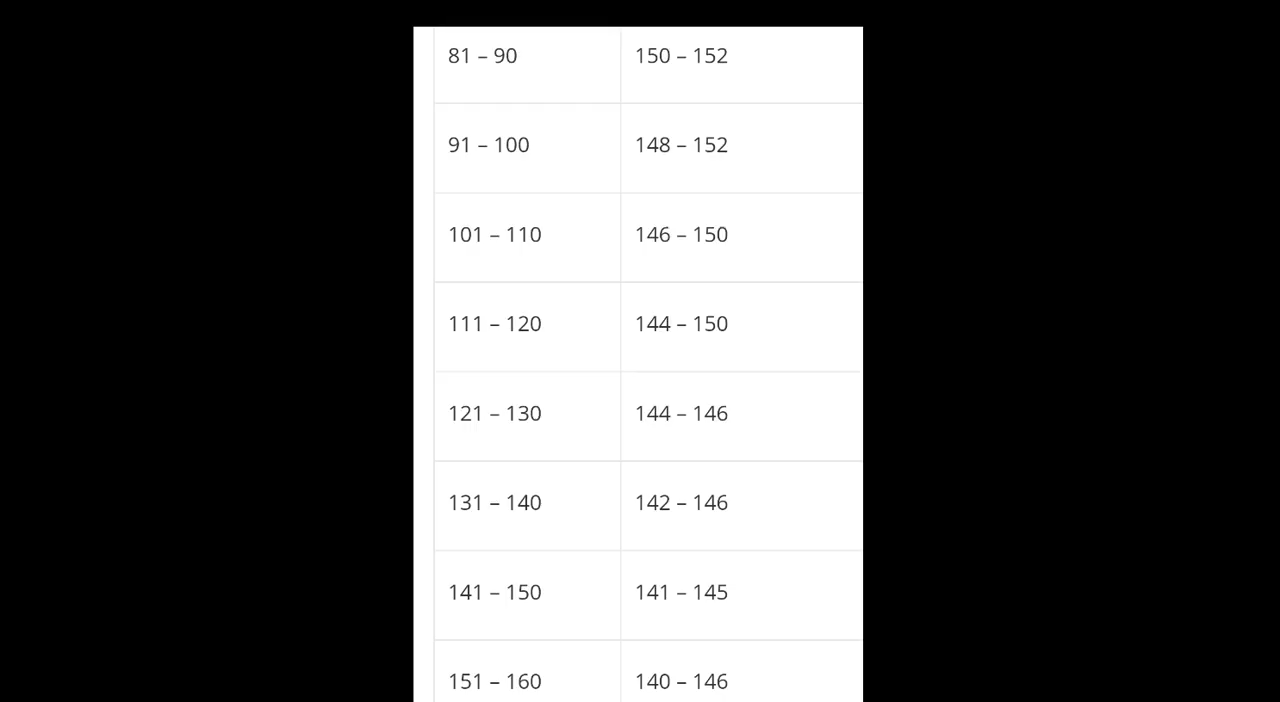 81 – 90 150 – 152
91 – 100 148 – 152
101 – 110 146 – 150
111 – 120 144 – 150
121 – 130 144 – 146
131 – 140 142 – 146
141 – 150 141 – 145
151 – 160 140 – 146